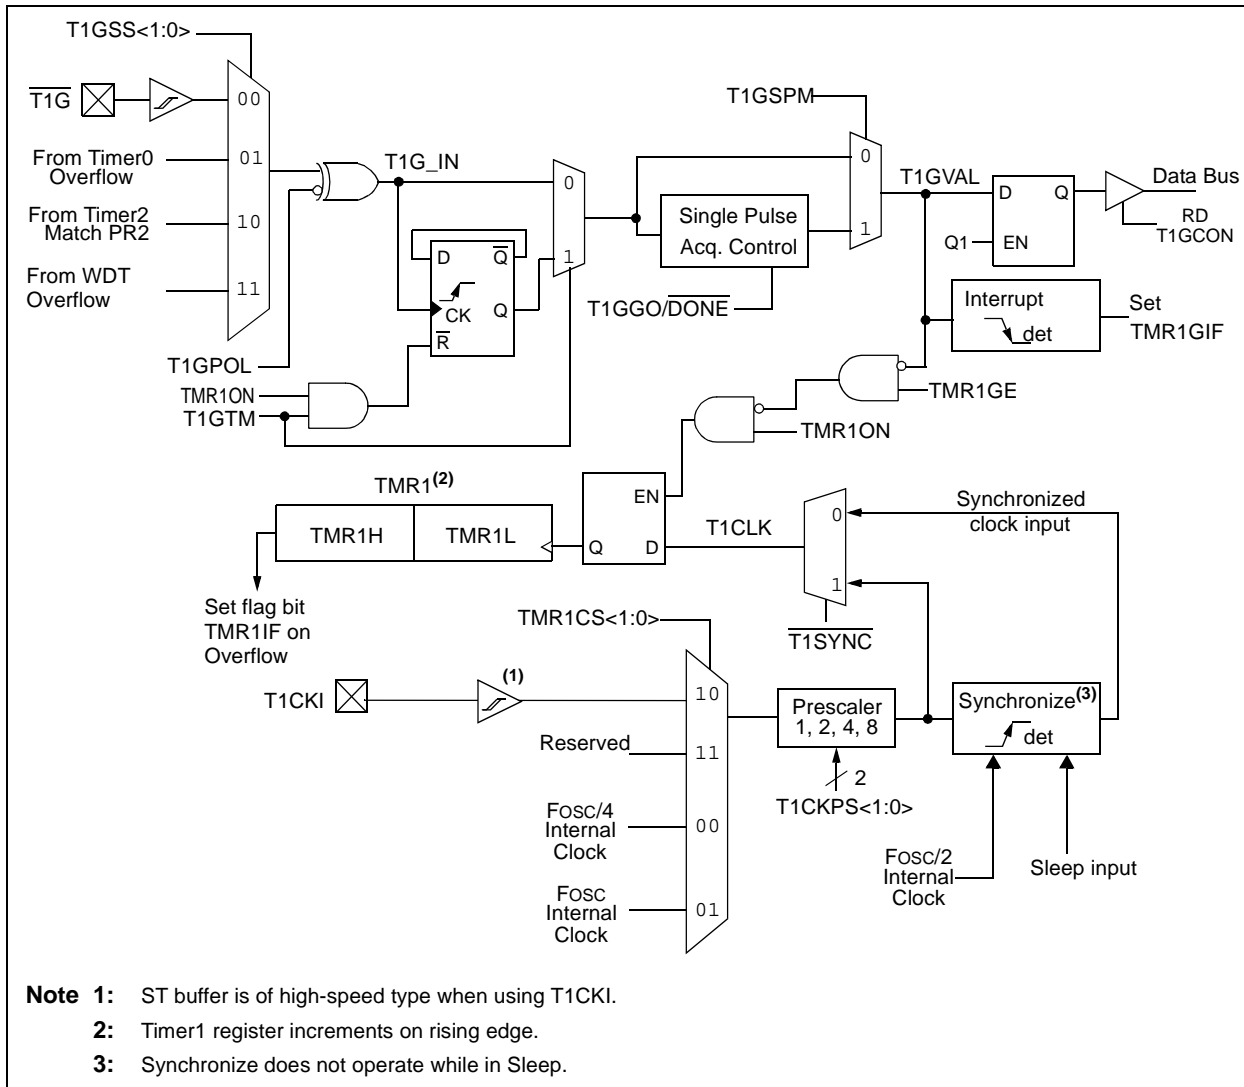 T1GSS<1:0>
T1G
00
T1GSPM
From Timer0
Overflow
01
T1G_IN
0
0
T1GVAL
D
Q
Data Bus
From Timer2
Match PR2
10
Single Pulse
Acq. Control
RD
T1GCON
D
Q
1
1
Q1
EN
From WDT
Overflow
11
CK
Q
T1GGO/DONE
Interrupt
det
Set
TMR1GIF
R
T1GPOL
TMR1ON
T1GTM
TMR1GE
TMR1ON
TMR1(2)
EN
Synchronized
clock input
TMR1H
TMR1L
Q
D
T1CLK
0
1
Set flag bit
TMR1IF on
Overflow
TMR1CS<1:0>
T1SYNC
T1CKI
(1)
10
Prescaler
1, 2, 4, 8
Synchronize(3)
det
Reserved
11
2
T1CKPS<1:0>
FOSC/4
Internal
Clock
00
FOSC/2
Internal
Clock
Sleep input
FOSC
Internal
Clock
01
Note 1: ST buffer is of high-speed type when using T1CKI.
2: Timer1 register increments on rising edge.
3: Synchronize does not operate while in Sleep.